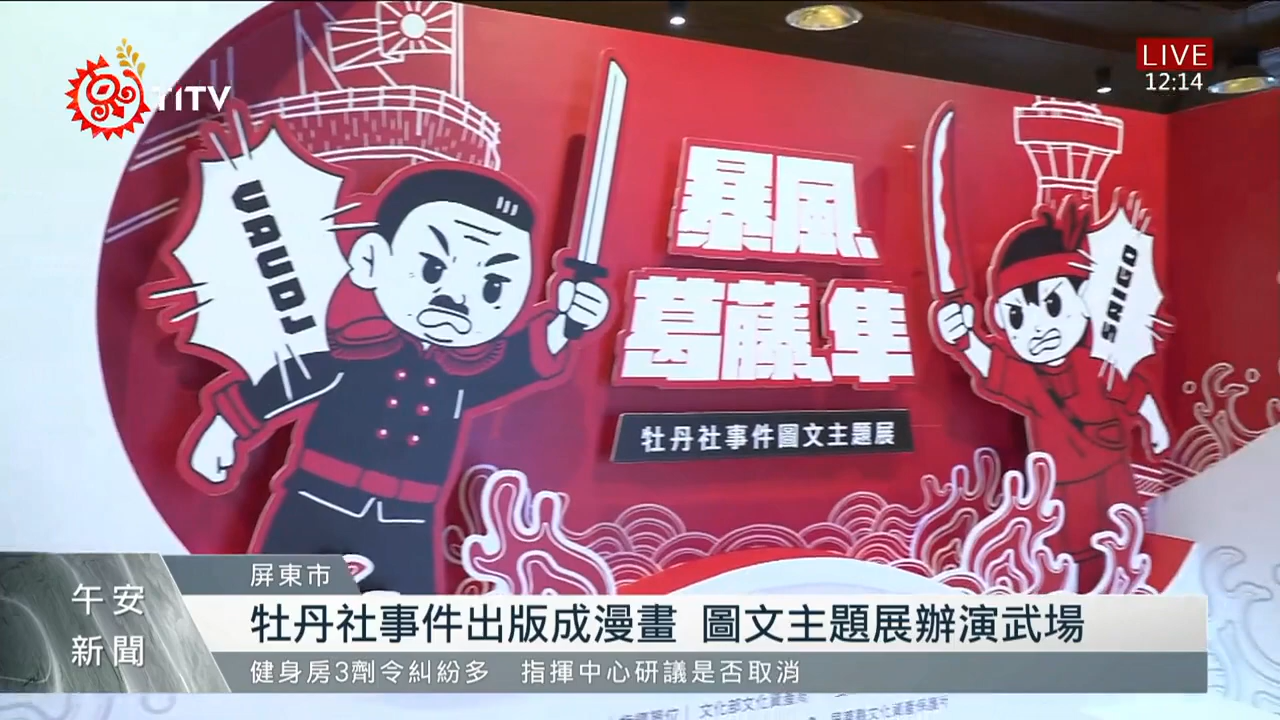 TITV
LIVE
12:14
VRUDJ
SAIGO
暴風
葛藤隼
牡丹社事件圖文主題展
屏東市
午安
新聞
牡丹社事件出版成漫畫 圖文主題展辦演武場
健身房3劑令糾紛多 指揮中心研議是否取消